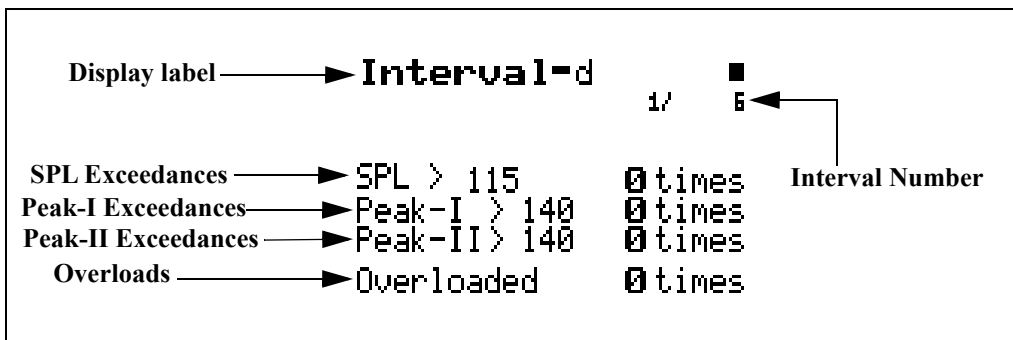 Display label Interval-d
1/ 6
SPL Exceedances SPL > 115 0 times Interval Number
Peak-I Exceedances Peak-I > 140 0 times
Peak-II Exceedances Peak-II> 140 0 times
Overloads Overloaded 0 times